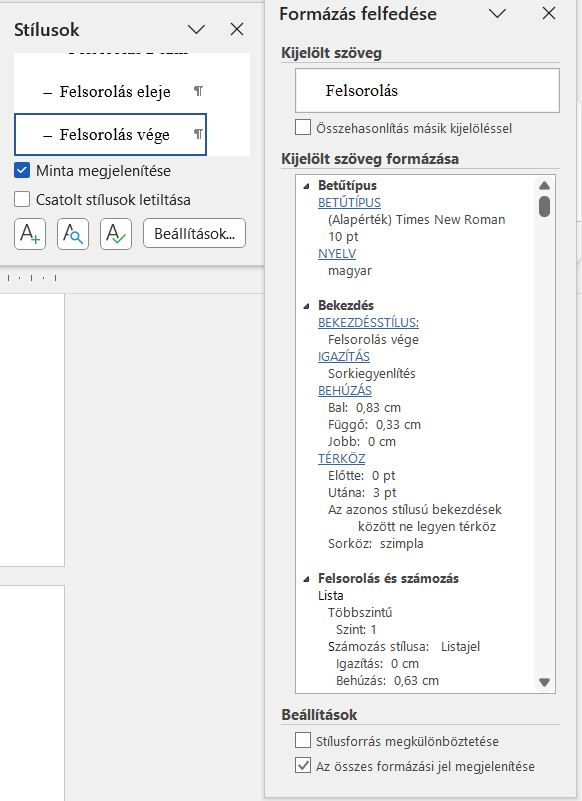 Stílusok
– Felsorolás eleje ¶
– Felsorolás vége ¶
Minta megjelenítése
Csatolt stílusok letiltása
Beállítások...
Formázás felfedése
Kijelölt szöveg
Felsorolás
Összehasonlítás másik kijelöléssel
Kijelölt szöveg formázása
Betűtípus
BETŰTÍPUS
(Alapérték) Times New Roman
10 pt
NYELV
magyar
Bekezdés
BEKEZDÉSSTÍLUS:
Felsorolás vége
IGAZÍTÁS
Sorkiegyenlítés
BEHÚZÁS
Bal: 0,83 cm
Függő: 0,33 cm
Jobb: 0 cm
TÉRKÖZ
Előtte: 0 pt
Utána: 3 pt
Az azonos stílusú bekezdések
között ne legyen térköz
Sorköz: szimpla
Felsorolás és számozás
Lista
Többszintű
Szint: 1
Számozás stílusa: Listajel
Igazítás: 0 cm
Behúzás: 0,63 cm
Beállítások
Stílusforrás megkülönböztetése
Az összes formázási jel megjelenítése